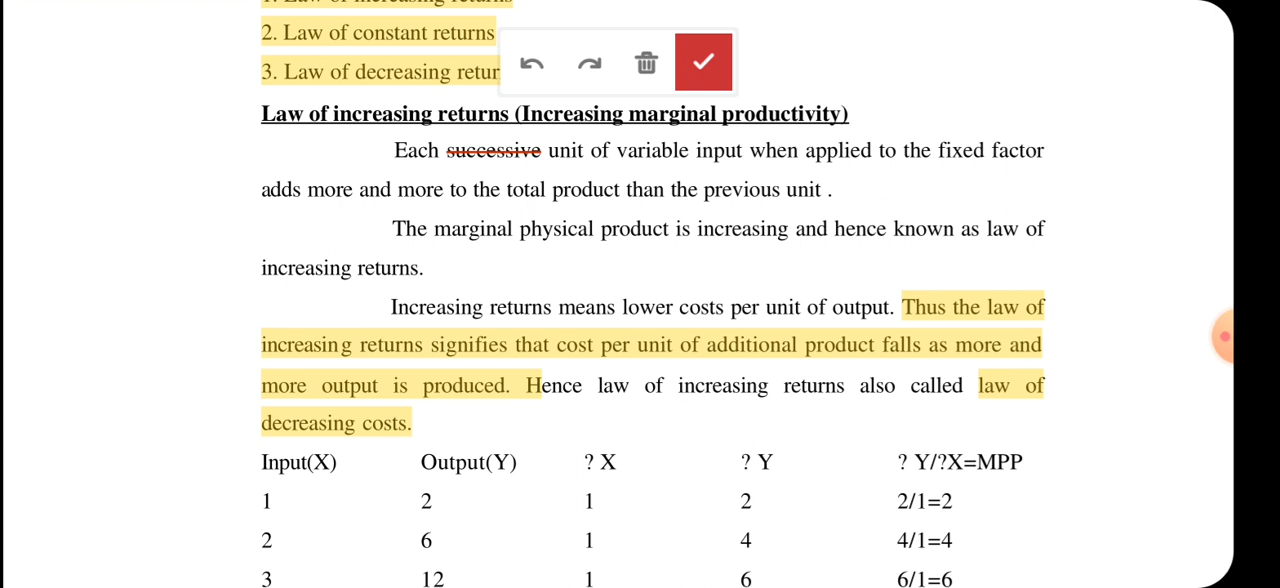 1. Law of increasing returns
2. Law of constant returns
3. Law of decreasing retur
Law of increasing returns (Increasing marginal productivity)
Each successive unit of variable input when applied to the fixed factor
adds more and more to the total product than the previous unit .
The marginal physical product is increasing and hence known as law of
increasing returns.
Increasing returns means lower costs per unit of output. Thus the law of
increasing returns signifies that cost per unit of additional product falls as more and
more output is produced. Hence law of increasing returns also called law of
decreasing costs.
Input(X) Output(Y) ? X ? Y ? Y/?X=MPP
1 2 1 2 2/1=2
2 6 1 4 4/1=4
3 12 1 6 6/1=6